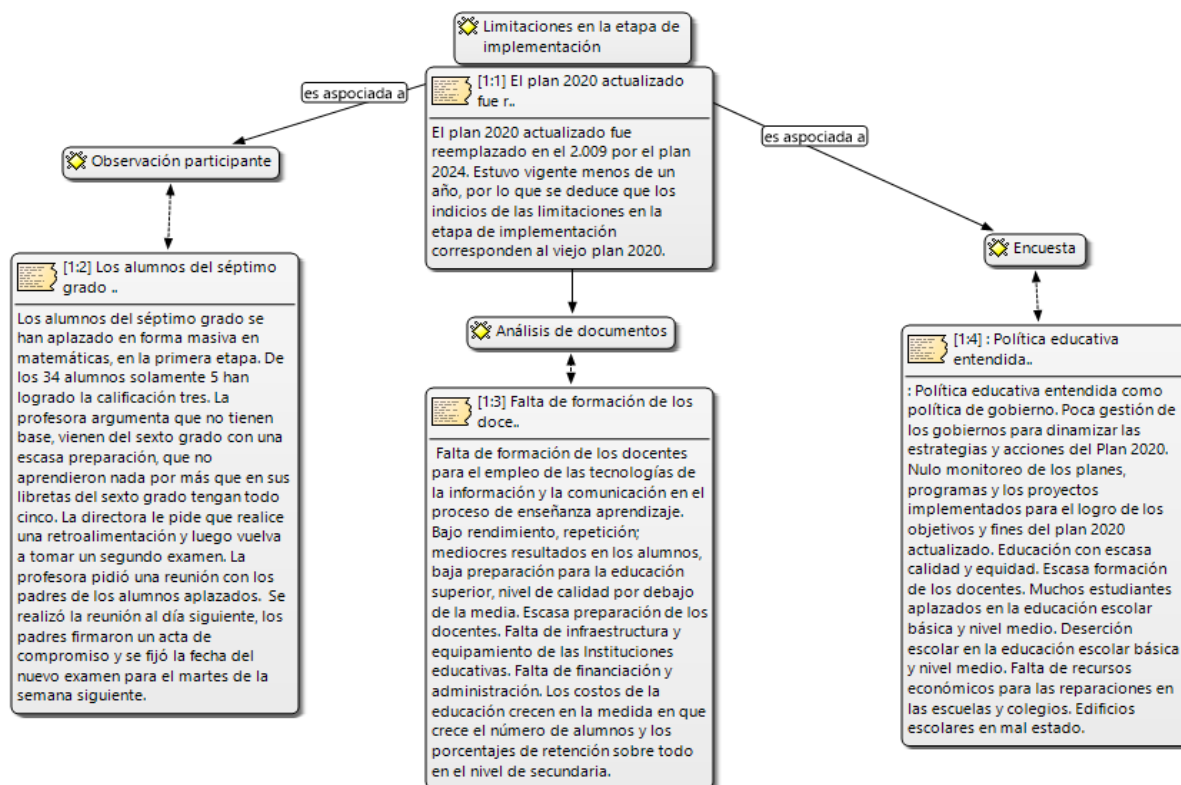 Limitaciones en la etapa de
implementación
[1:1] El plan 2020 actualizado
fue r..
El plan 2020 actualizado fue
reemplazado en el 2.009 por el plan
2024. Estuvo vigente menos de un
año, por lo que se deduce que los
indicios de las limitaciones en la
etapa de implementación
corresponden al viejo plan 2020.
es aspociada a
es aspociada a
Observación participante
[1:2] Los alumnos del séptimo
grado ..
Los alumnos del séptimo grado se
han aplazado en forma masiva en
matemáticas, en la primera etapa. De
los 34 alumnos solamente 5 han
logrado la calificación tres. La
profesora argumenta que no tienen
base, vienen del sexto grado con una
escasa preparación, que no
aprendieron nada por más que en sus
libretas del sexto grado tengan todo
cinco. La directora le pide que realice
una retroalimentación y luego vuelva
a tomar un segundo examen. La
profesora pidió una reunión con los
padres de los alumnos aplazados.  Se
realizó la reunión al día siguiente, los
padres firmaron un acta de
compromiso y se fijó la fecha del
nuevo examen para el martes de la
semana siguiente.
Análisis de documentos
[1:3] Falta de formación de los
doce..
Falta de formación de los docentes
para el empleo de las tecnologías de
la información y la comunicación en el
proceso de enseñanza aprendizaje.
Bajo rendimiento, repetición;
mediocres resultados en los alumnos,
baja preparación para la educación
superior, nivel de calidad por debajo
de la media. Escasa preparación de los
docentes. Falta de infraestructura y
equipamiento de las Instituciones
educativas. Falta de financiación y
administración. Los costos de la
educación crecen en la medida en que
crece el número de alumnos y los
porcentajes de retención sobre todo
en el nivel de secundaria.
Encuesta
[1:4] : Política educativa
entendida..
: Política educativa entendida como
política de gobierno. Poca gestión de
los gobiernos para dinamizar las
estrategias y acciones del Plan 2020.
Nulo monitoreo de los planes,
programas y los proyectos
implementados para el logro de los
objetivos y fines del plan 2020
actualizado. Educación con escasa
calidad y equidad. Escasa formación
de los docentes. Muchos estudiantes
aplazados en la educación escolar
básica y nivel medio. Deserción
escolar en la educación escolar básica
y nivel medio. Falta de recursos
económicos para las reparaciones en
las escuelas y colegios. Edificios
escolares en mal estado.